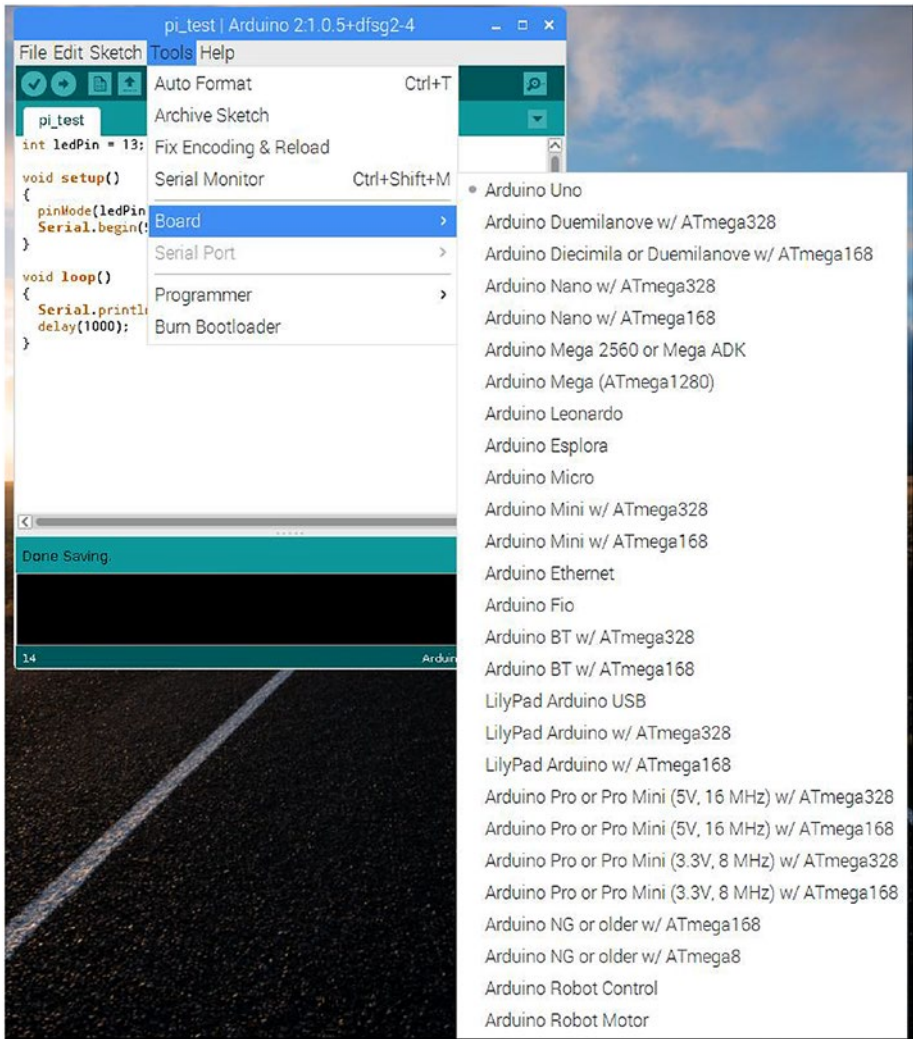 pi_test | Arduino 2:1.0.5+dfsg2-4
File Edit Sketch Tools Help
Auto Format Ctrl+T
Archive Sketch
Fix Encoding & Reload
Serial Monitor Ctrl+Shift+M
Board
Serial Port
Programmer
Burn Bootloader
pi_test
int ledPin = 13;
void setup()
{
pinMode(ledPin
Serial.begin(
}
void loop()
{
Serial.println
delay(1000);
}
Done Saving.
14 Arduin
Arduino Uno
Arduino Duemilanove w/ ATmega328
Arduino Diecimila or Duemilanove w/ ATmega168
Arduino Nano w/ ATmega328
Arduino Nano w/ ATmega168
Arduino Mega 2560 or Mega ADK
Arduino Mega (ATmega1280)
Arduino Leonardo
Arduino Esplora
Arduino Micro
Arduino Mini w/ ATmega328
Arduino Mini w/ ATmega168
Arduino Ethernet
Arduino Fio
Arduino BT w/ ATmega328
Arduino BT w/ ATmega168
LilyPad Arduino USB
LilyPad Arduino w/ ATmega328
LilyPad Arduino w/ ATmega168
Arduino Pro or Pro Mini (5V, 16 MHz) w/ ATmega328
Arduino Pro or Pro Mini (5V, 16 MHz) w/ ATmega168
Arduino Pro or Pro Mini (3.3V, 8 MHz) w/ ATmega328
Arduino Pro or Pro Mini (3.3V, 8 MHz) w/ ATmega168
Arduino NG or older w/ ATmega168
Arduino NG or older w/ ATmega8
Arduino Robot Control
Arduino Robot Motor